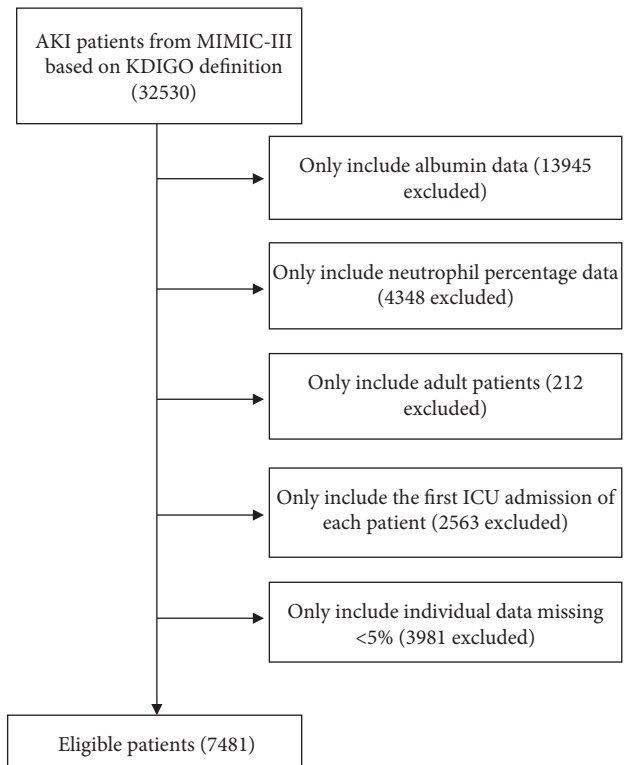 AKI patients from MIMIC-III
based on KDIGO definition
(32530)
Only include albumin data (13945
excluded)
Only include neutrophil percentage data
(4348 excluded)
Only include adult patients (212
excluded)
Only include the first ICU admission of
each patient (2563 excluded)
Only include individual data missing
<5% (3981 excluded)
Eligible patients (7481)